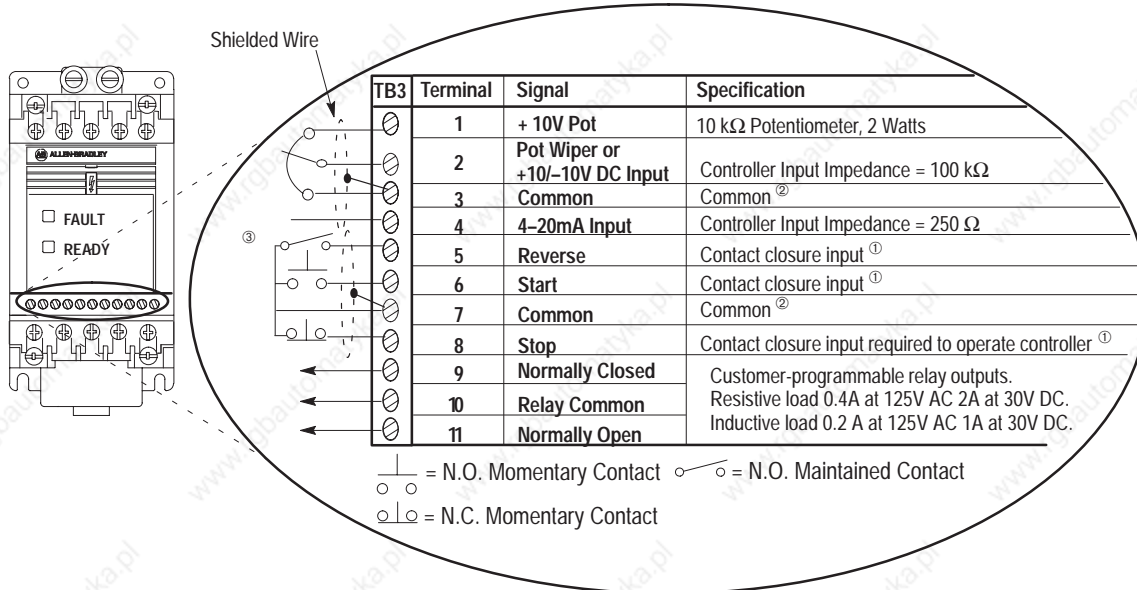 Shielded Wire
TB3 Terminal Signal Specification
1 + 10V Pot 10 kΩ Potentiometer, 2 Watts
2 Pot Wiper or
+10/–10V DC Input Controller Input Impedance = 100 kΩ
3 Common Common ②
4 4–20mA Input Controller Input Impedance = 250 Ω
③
5 Reverse Contact closure input ①
6 Start Contact closure input ①
7 Common Common ②
8 Stop Contact closure input required to operate controller ①
9 Normally Closed Customer-programmable relay outputs.
10 Relay Common Resistive load 0.4A at 125V AC 2A at 30V DC.
11 Normally Open Inductive load 0.2 A at 125V AC 1A at 30V DC.
= N.O. Momentary Contact = N.O. Maintained Contact
= N.C. Momentary Contact
AB ALLEN-BRADLEY
FAULT
READY
www.rgbautomatyka.pl